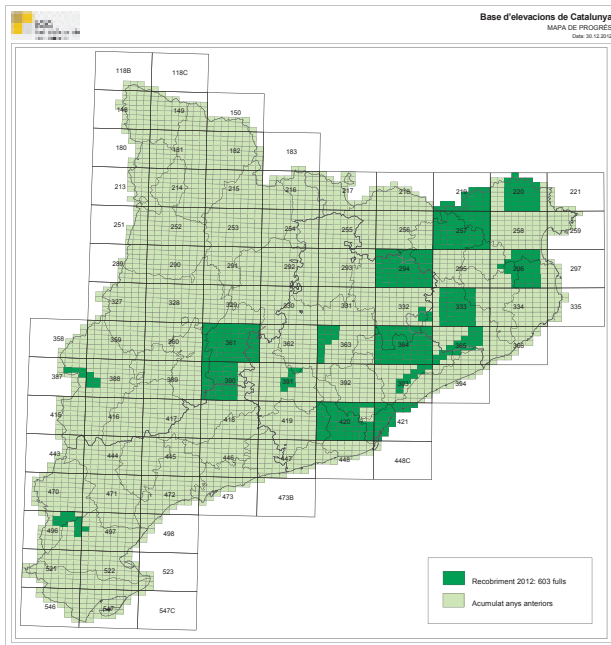 Base d'elevacions de Catalunya
MAPA DE PROGRÉS
Data: 30.12.2012
118B 118C
148 149 150
180 181 182 183
213 214 215 216 217 218 219 220 221
251 252 253 254 255 256 257 258 259
289 290 291 292 293 294 295 296 297
327 328 329 330 331 332 333 334 335
358 359 360 361 362 363 364 365 366
387 388 389 390 391 392 393 394
415 416 417 418 419 420 421
443 444 445 446 447 448 448C
470 471 472 473 473B
496 497 498
521 522 523
546 547 547C
Recobriment 2012: 603 fulls
Acumulat anys anteriors